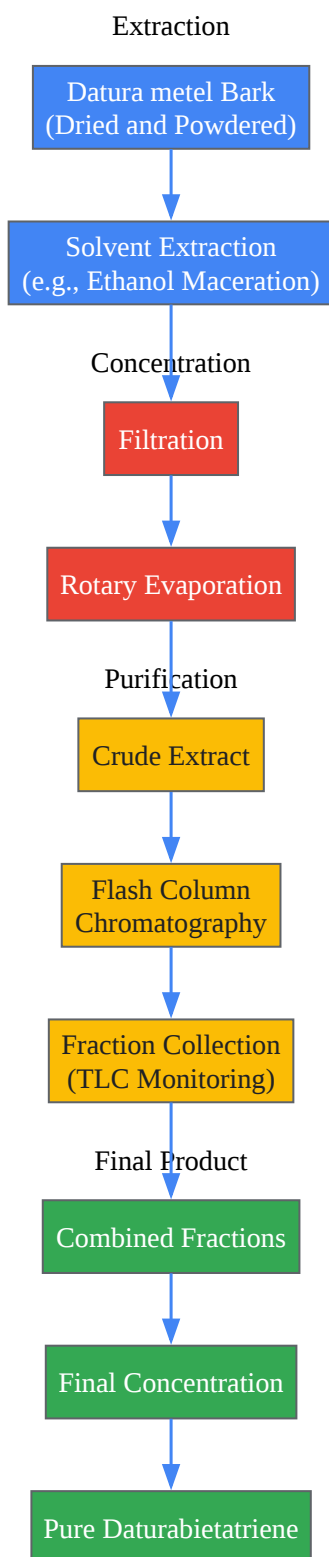 Extraction
Datura metel Bark
(Dried and Powdered)
Solvent Extraction
(e.g., Ethanol Maceration)
Concentration
Filtration
Rotary Evaporation
Purification
Crude Extract
Flash Column
Chromatography
Fraction Collection
(TLC Monitoring)
Final Product
Combined Fractions
Final Concentration
Pure Daturabietatriene